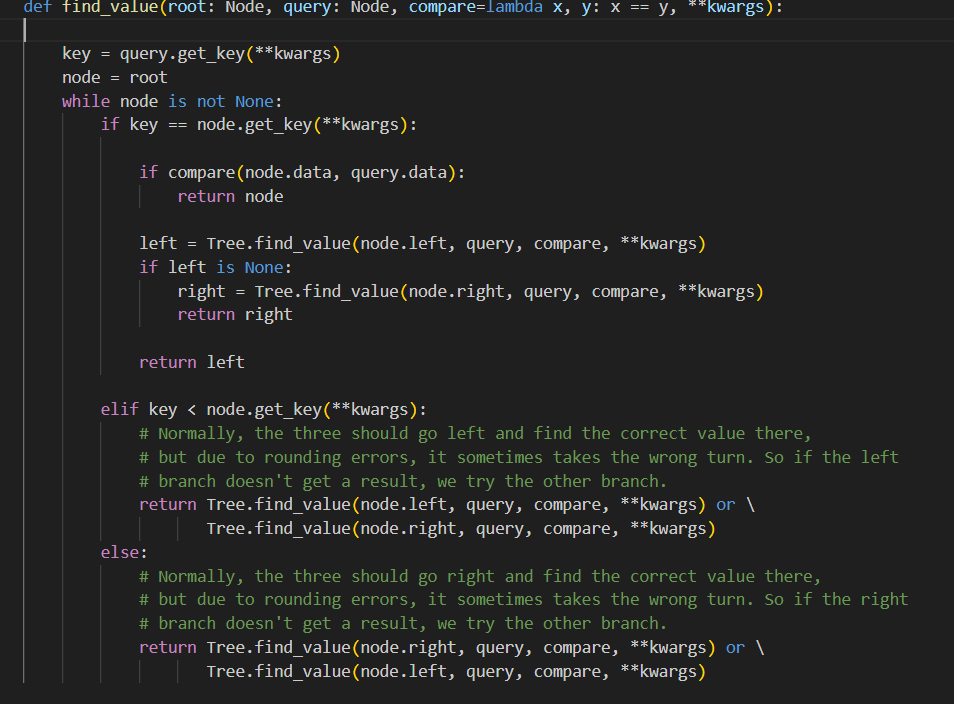 def find_value(root: Node, query: Node, compare=lambda x, y: x == y, **kwargs):
key = query.get_key(**kwargs)
node = root
while node is not None:
if key == node.get_key(**kwargs):
if compare(node.data, query.data):
return node
left = Tree.find_value(node.left, query, compare, **kwargs)
if left is None:
right = Tree.find_value(node.right, query, compare, **kwargs)
return right
return left
elif key < node.get_key(**kwargs):
# Normally, the three should go left and find the correct value there,
# but due to rounding errors, it sometimes takes the wrong turn. So if the left
# branch doesn't get a result, we try the other branch.
return Tree.find_value(node.left, query, compare, **kwargs) or \
Tree.find_value(node.right, query, compare, **kwargs)
else:
# Normally, the three should go right and find the correct value there,
# but due to rounding errors, it sometimes takes the wrong turn. So if the right
# branch doesn't get a result, we try the other branch.
return Tree.find_value(node.right, query, compare, **kwargs) or \
Tree.find_value(node.left, query, compare, **kwargs)